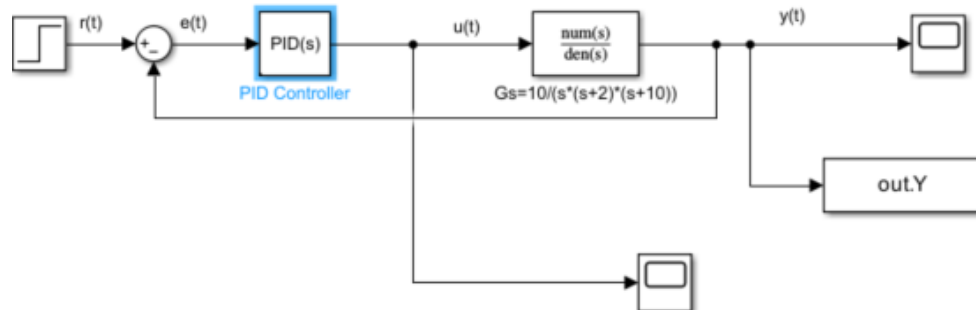 r(t)
e(t)
PID(s)
u(t)
num(s)
den(s)
y(t)
+
−
PID Controller
Gs=10/(s*(s+2)*(s+10))
out.Y